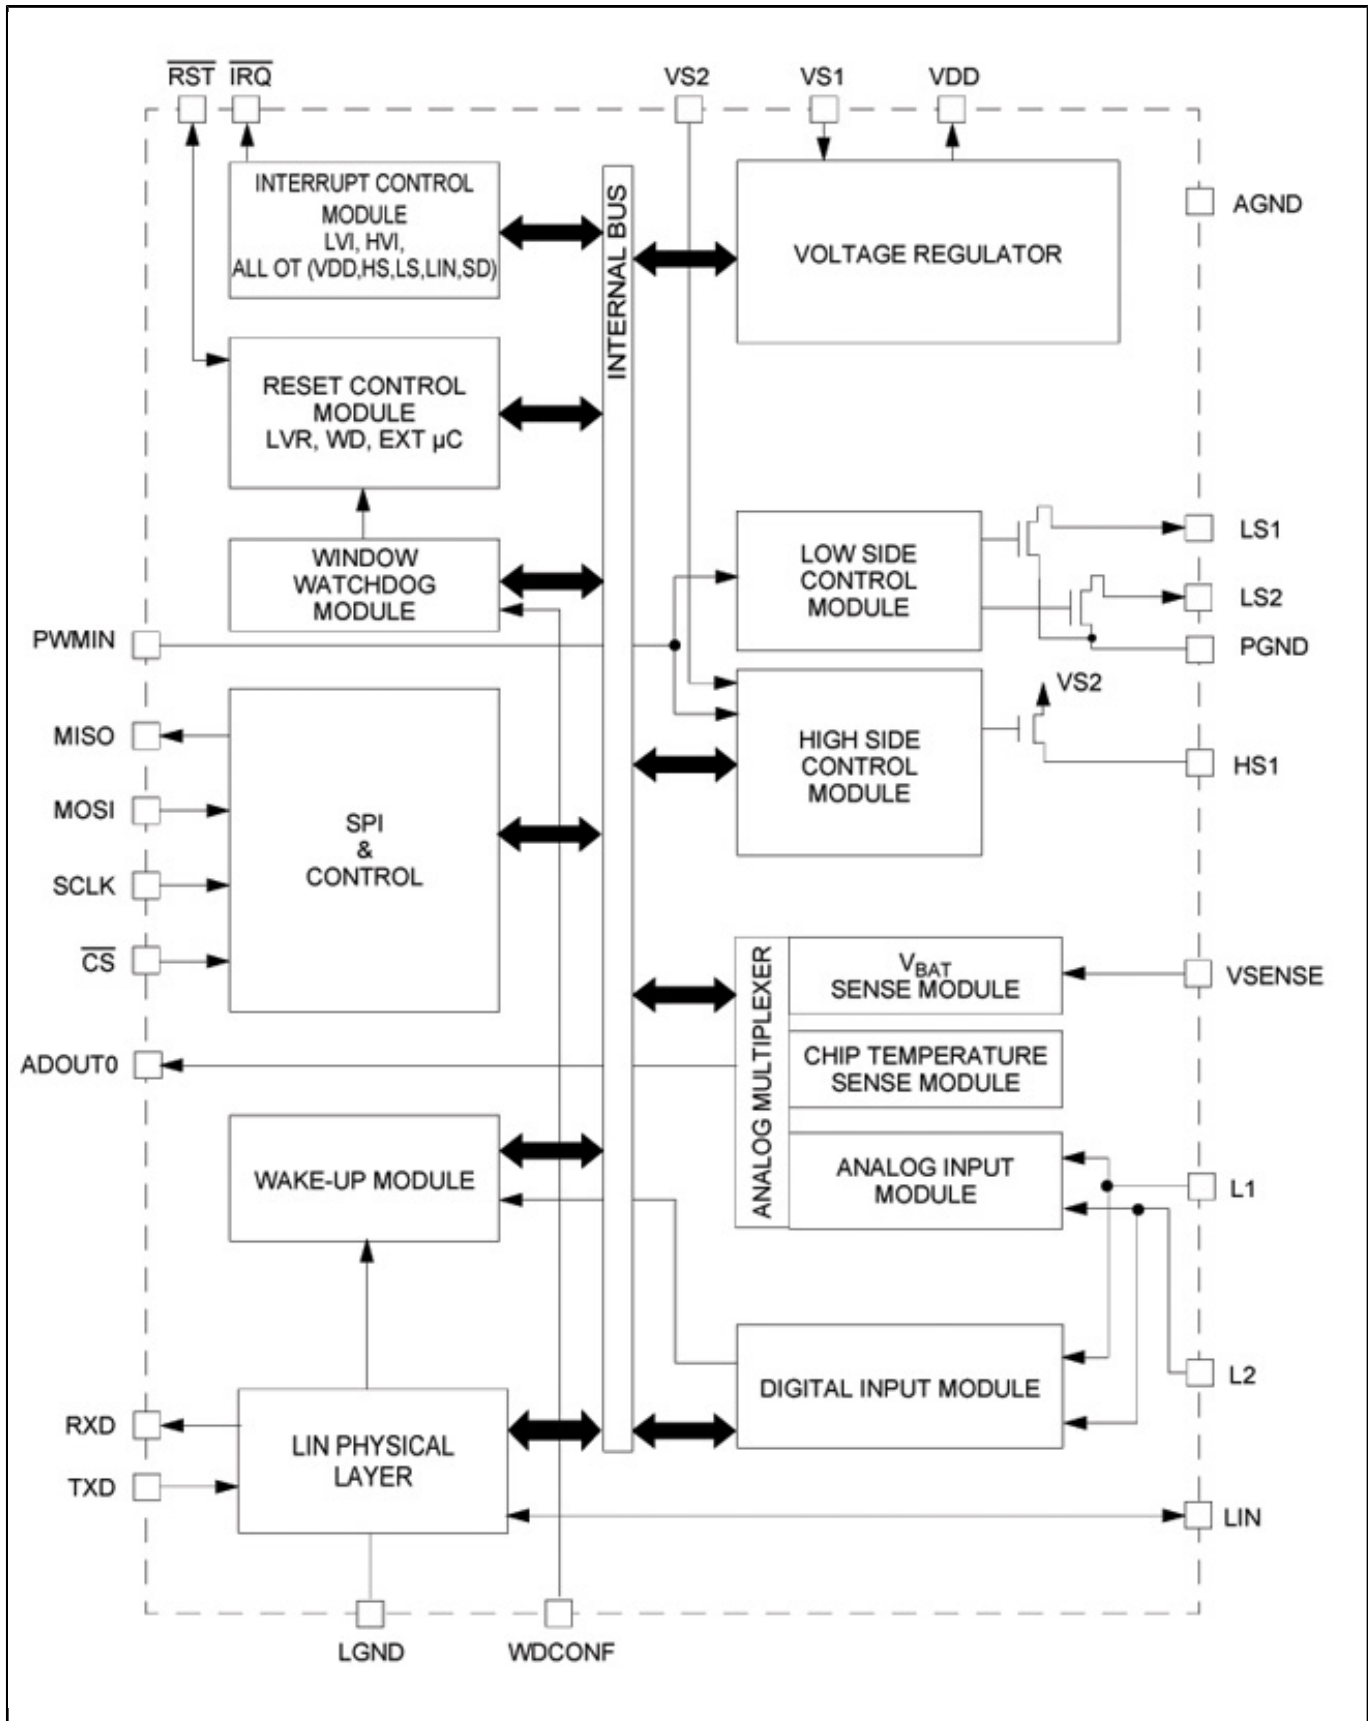 RST IRQ VS2 VS1 VDD
INTERRUPT CONTROL
MODULE
LVI, HVI,
ALL OT (VDD,HS,LS,LIN,SD)
INTERNAL BUS
VOLTAGE REGULATOR
AGND
RESET CONTROL
MODULE
LVR, WD, EXT µC
WINDOW
WATCHDOG
MODULE
LOW SIDE
CONTROL
MODULE
LS1
LS2
PWMIN
PGND
VS2
HIGH SIDE
CONTROL
MODULE
HS1
MISO
MOSI
SCLK
CS
SPI
&
CONTROL
ANALOG MULTIPLEXER
VBAT
SENSE MODULE
VSENSE
CHIP TEMPERATURE
SENSE MODULE
ADOUT0
ANALOG INPUT
MODULE
L1
WAKE-UP MODULE
DIGITAL INPUT MODULE
L2
RXD
TXD
LIN PHYSICAL
LAYER
LIN
LGND WDCONF